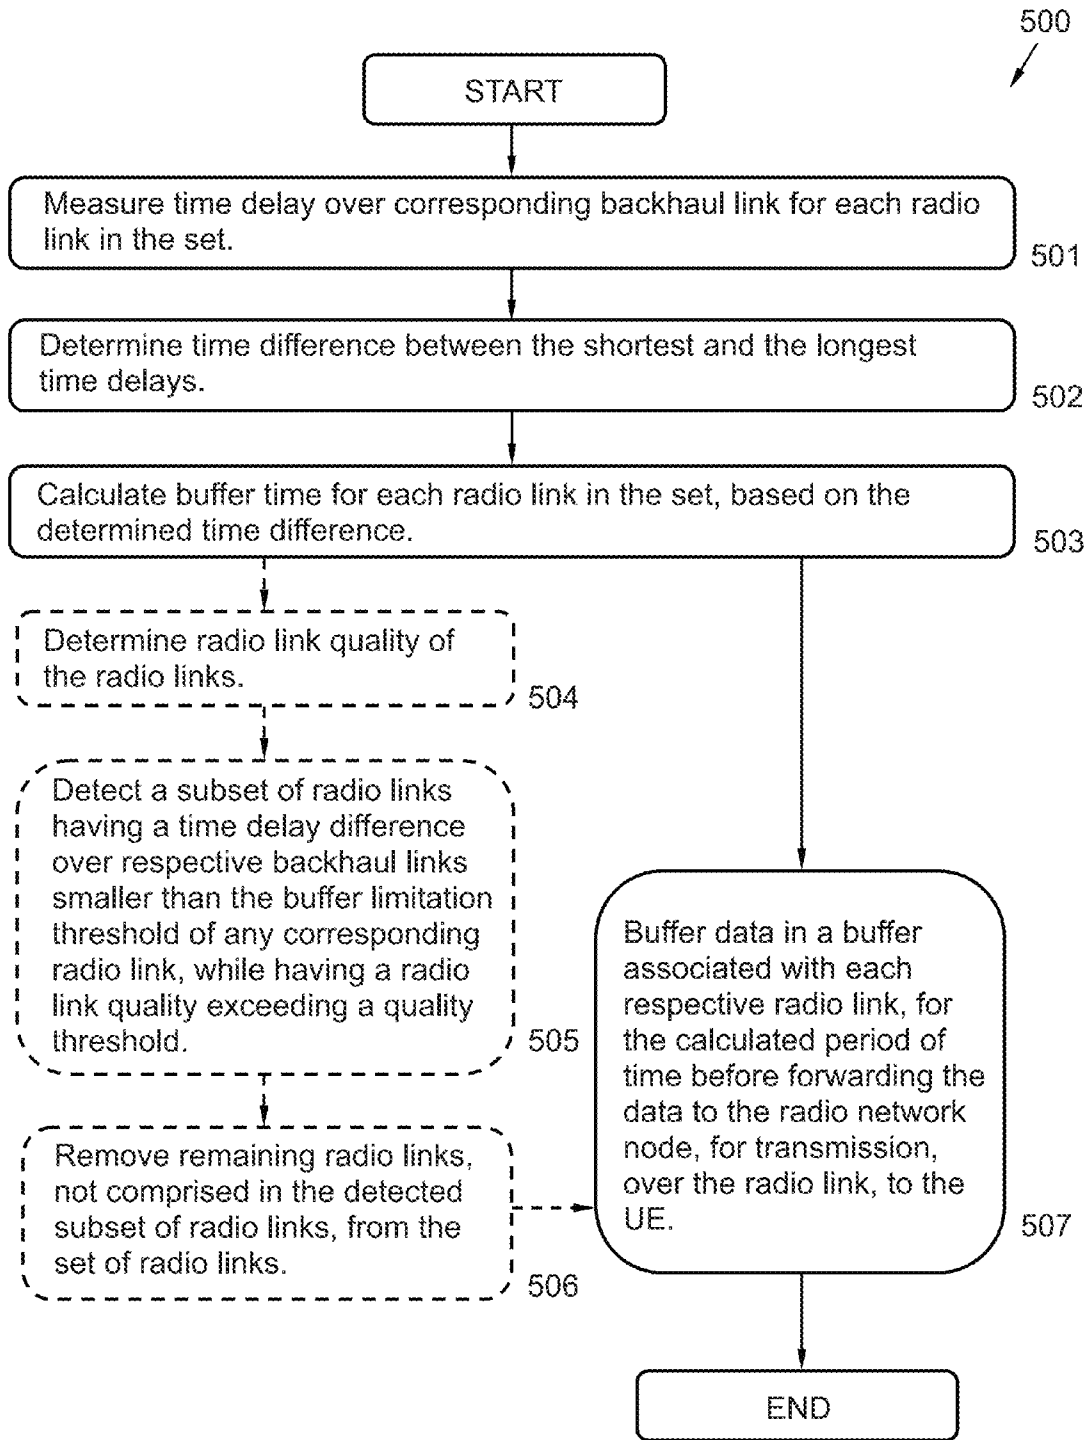 500
START
Measure time delay over corresponding backhaul link for each radio
link in the set.
501
Determine time difference between the shortest and the longest
time delays.
502
Calculate buffer time for each radio link in the set, based on the
determined time difference.
503
Determine radio link quality of
the radio links.
504
Detect a subset of radio links
having a time delay difference
over respective backhaul links
smaller than the buffer limitation
threshold of any corresponding
radio link, while having a radio
link quality exceeding a quality
threshold.
505
Remove remaining radio links,
not comprised in the detected
subset of radio links, from the
set of radio links.
506
Buffer data in a buffer
associated with each
respective radio link, for
the calculated period of
time before forwarding the
data to the radio network
node, for transmission,
over the radio link, to the
UE.
507
END